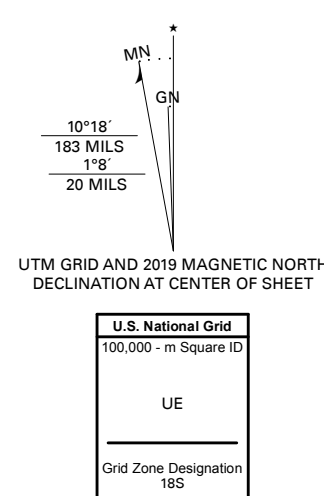 ★
MN
GN
10°18´
183 MILS
1°8´
20 MILS
UTM GRID AND 2019 MAGNETIC NORTH
DECLINATION AT CENTER OF SHEET
U.S. National Grid
100,000 - m Square ID
UE
Grid Zone Designation
18S